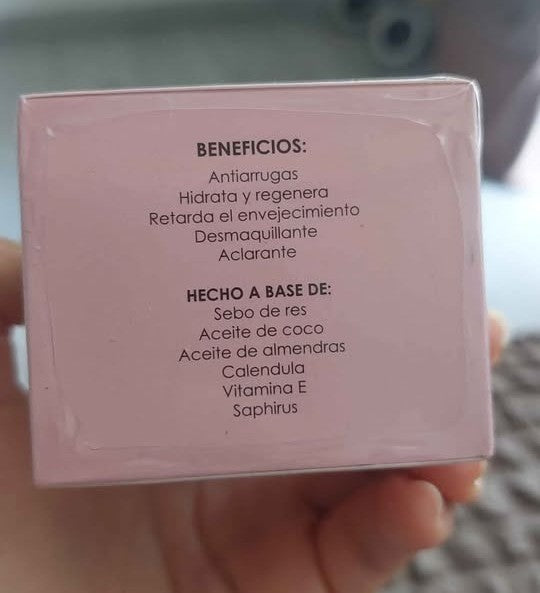 BENEFICIOS:
Antiarrugas
Hidrata y regenera
Retarda el envejecimiento
Desmaquillante
Aclarante
HECHO A BASE DE:
Sebo de res
Aceite de coco
Aceite de almendras
Calendula
Vitamina E
Saphirus